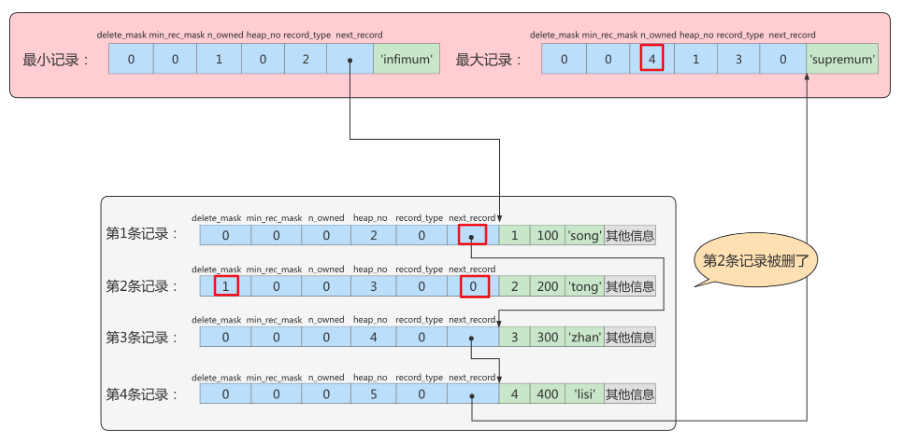 delete_mask min_rec_mask n_owned heap_no record_type next_record
最小记录： 0 0 1 0 2 'infimum'
delete_mask min_rec_mask n_owned heap_no record_type next_record
最大记录： 0 0 4 1 3 0 'supremum'
delete_mask min_rec_mask n_owned heap_no record_type next_record
第1条记录： 0 0 0 2 0 1 100 'song' 其他信息
delete_mask min_rec_mask n_owned heap_no record_type next_record
第2条记录： 1 0 0 3 0 0 2 200 'tong' 其他信息
delete_mask min_rec_mask n_owned heap_no record_type next_record
第3条记录： 0 0 0 4 0 3 300 'zhan' 其他信息
delete_mask min_rec_mask n_owned heap_no record_type next_record
第4条记录： 0 0 0 5 0 4 400 'lisi' 其他信息
第2条记录被删了